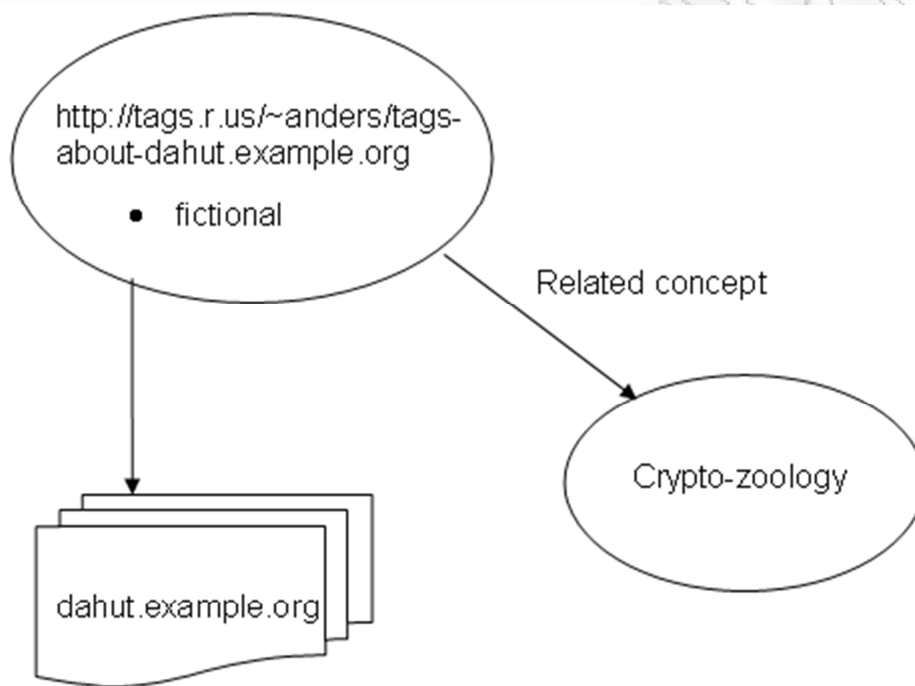 http://tags.r.us/~anders/tags-
about-dahut.example.org
• fictional
Related concept
Crypto-zoology
dahut.example.org